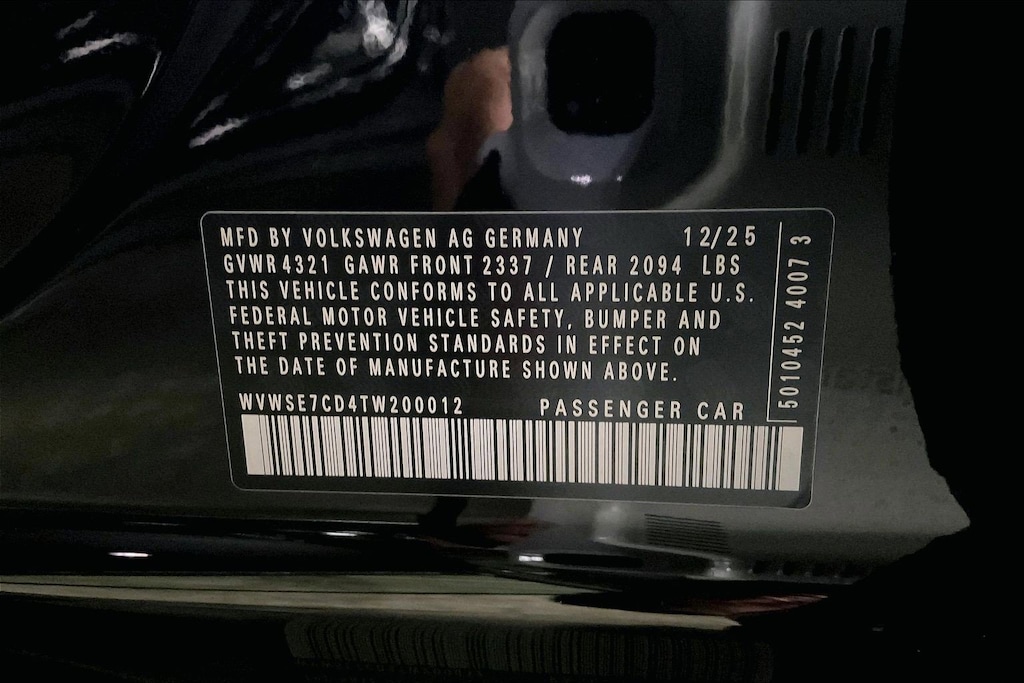 MFD BY VOLKSWAGEN AG GERMANY 12/25
GVWR 4321 GAWR FRONT 2337 / REAR 2094 LBS
THIS VEHICLE CONFORMS TO ALL APPLICABLE U.S.
FEDERAL MOTOR VEHICLE SAFETY, BUMPER AND
THEFT PREVENTION STANDARDS IN EFFECT ON
THE DATE OF MANUFACTURE SHOWN ABOVE.
WVWSE7CD4TW200012 PASSENGER CAR
5010452 4007 3